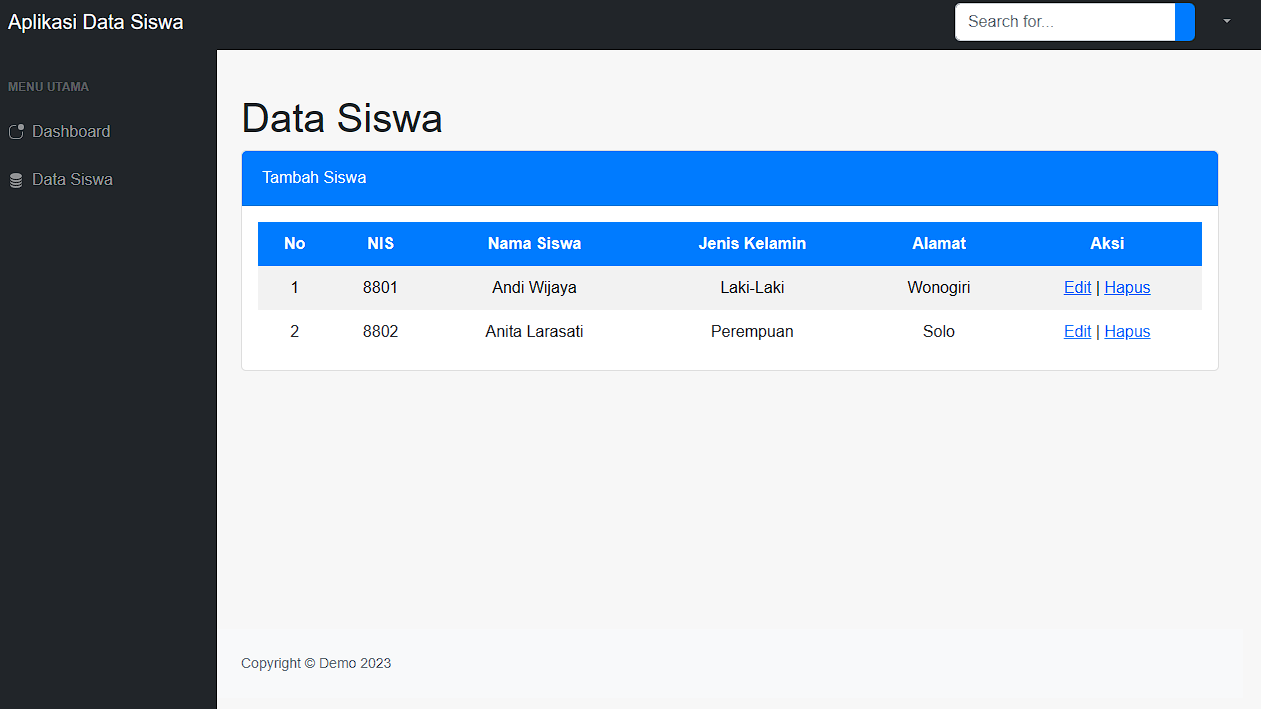 Aplikasi Data Siswa
Search for...
MENU UTAMA
Dashboard
Data Siswa
Data Siswa
Tambah Siswa
No NIS Nama Siswa Jenis Kelamin Alamat Aksi
1 8801 Andi Wijaya Laki-Laki Wonogiri Edit | Hapus
2 8802 Anita Larasati Perempuan Solo Edit | Hapus
Copyright © Demo 2023